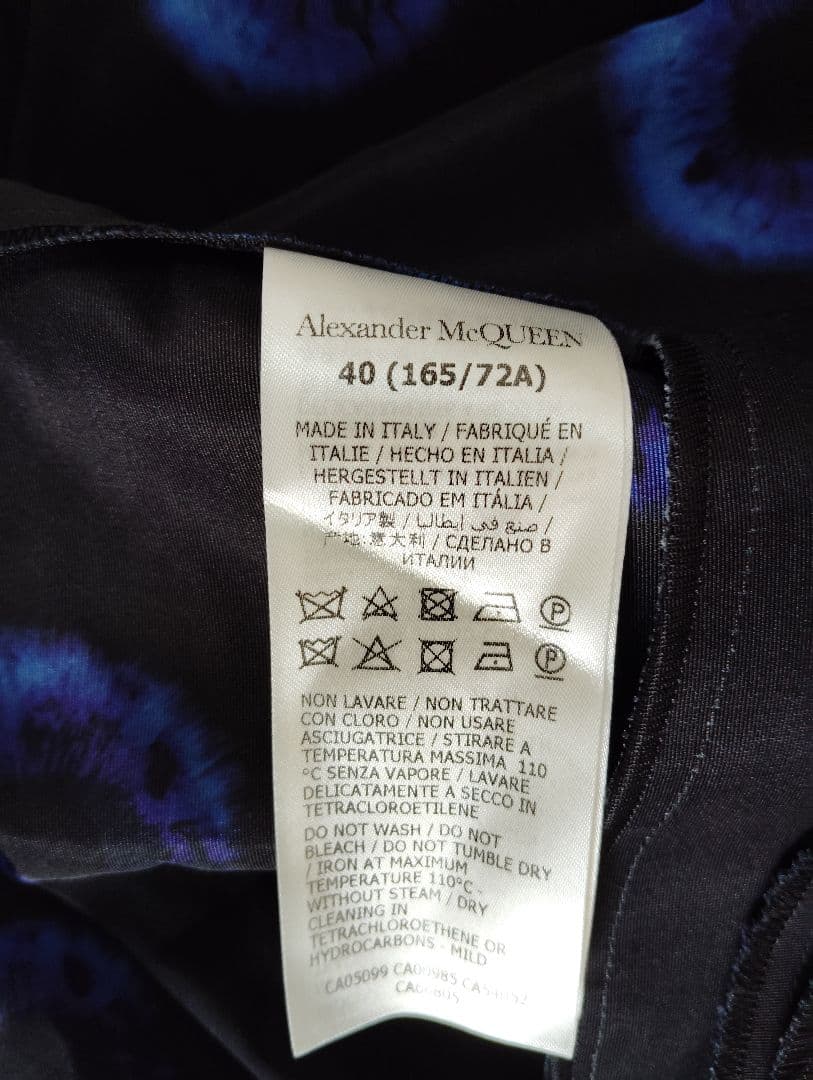 Alexander McQUEEN
40 (165/72A)
MADE IN ITALY / FABRIQUÉ EN
ITALIE / HECHO EN ITALIA /
HERGESTELLT IN ITALIEN /
FABRICADO EM ITÁLIA /
イタリア製 / صنع في إيطاليا /
产地:意大利 / СДЕЛАНО В
ИТАЛИИ
P
P
NON LAVARE / NON TRATTARE
CON CLORO / NON USARE
ASCIUGATRICE / STIRARE A
TEMPERATURA MASSIMA 110
°C SENZA VAPORE / LAVARE
DELICATAMENTE A SECCO IN
TETRACLOROETILENE
DO NOT WASH / DO NOT
BLEACH / DO NOT TUMBLE DRY
/ IRON AT MAXIMUM
TEMPERATURE 110°C -
WITHOUT STEAM / DRY
CLEANING IN
TETRACHLOROETHENE OR
HYDROCARBONS - MILD
CA05099